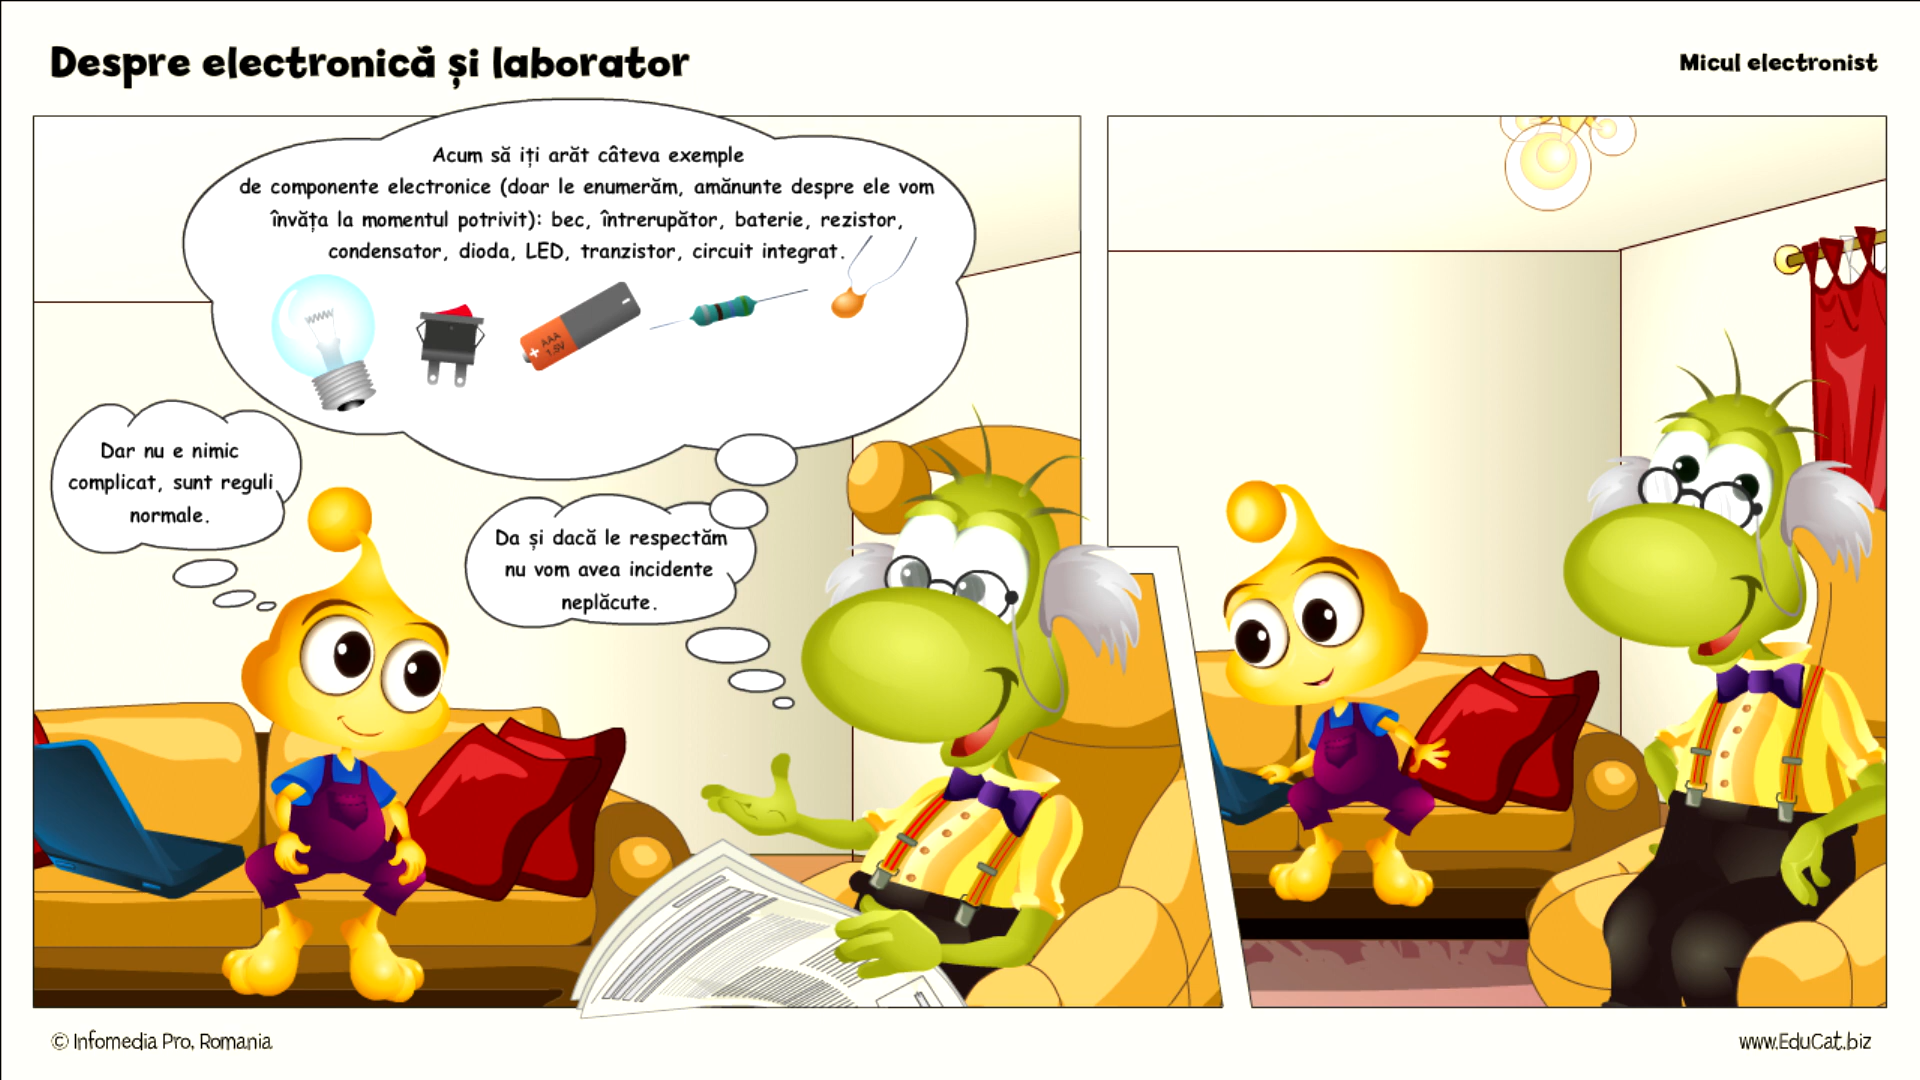 Despre electronică și laborator
Micul electronist
Acum să iți arăt câteva exemple
de componente electronice (doar le enumerăm, amănunte despre ele vom
învăța la momentul potrivit): bec, întrerupător, baterie, rezistor,
condensator, dioda, LED, tranzistor, circuit integrat.
AAA
1.5V
Dar nu e nimic
complicat, sunt reguli
normale.
Da și dacă le respectăm
nu vom avea incidente
neplăcute.
© Infomedia Pro, Romania
www.EduCat.biz